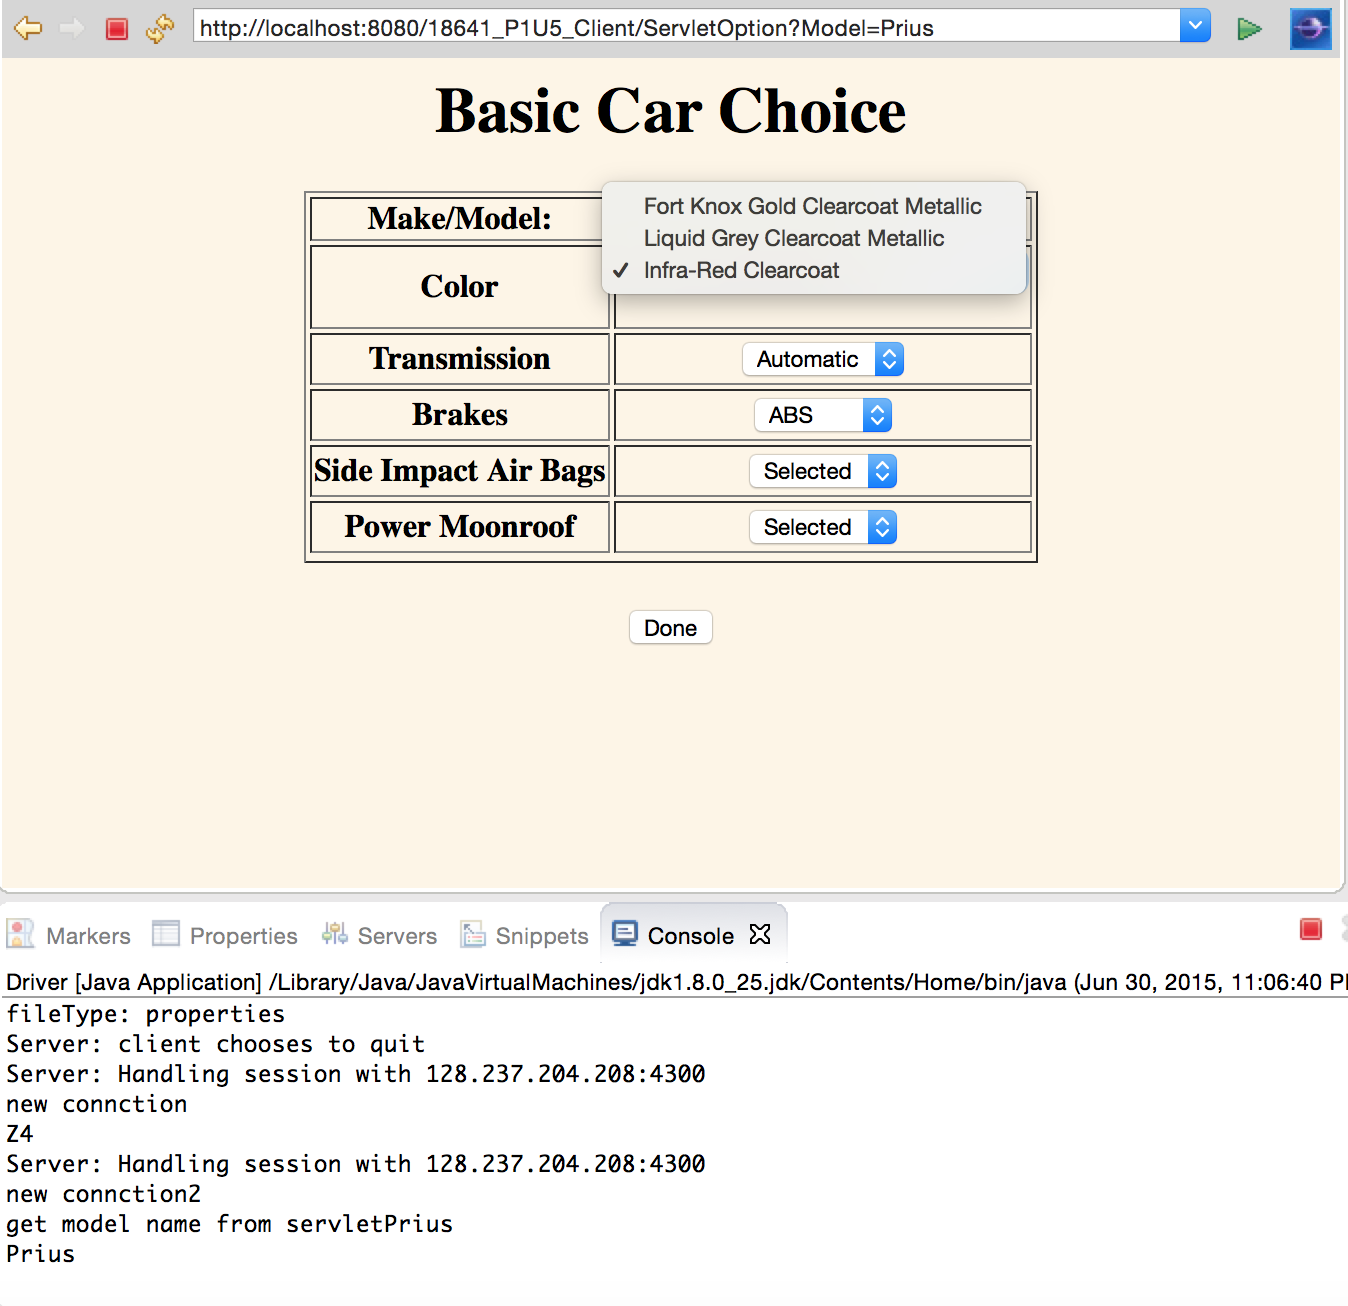 http://localhost:8080/18641_P1U5_Client/ServletOption?Model=Prius
Basic Car Choice
Make/Model:
Fort Knox Gold Clearcoat Metallic
Liquid Grey Clearcoat Metallic
✓ Infra-Red Clearcoat
Color
Transmission Automatic
Brakes ABS
Side Impact Air Bags Selected
Power Moonroof Selected
Done
Markers Properties Servers Snippets Console
Driver [Java Application] /Library/Java/JavaVirtualMachines/jdk1.8.0_25.jdk/Contents/Home/bin/java (Jun 30, 2015, 11:06:40 P
fileType: properties
Server: client chooses to quit
Server: Handling session with 128.237.204.208:4300
new connction
Z4
Server: Handling session with 128.237.204.208:4300
new connction2
get model name from servletPrius
Prius